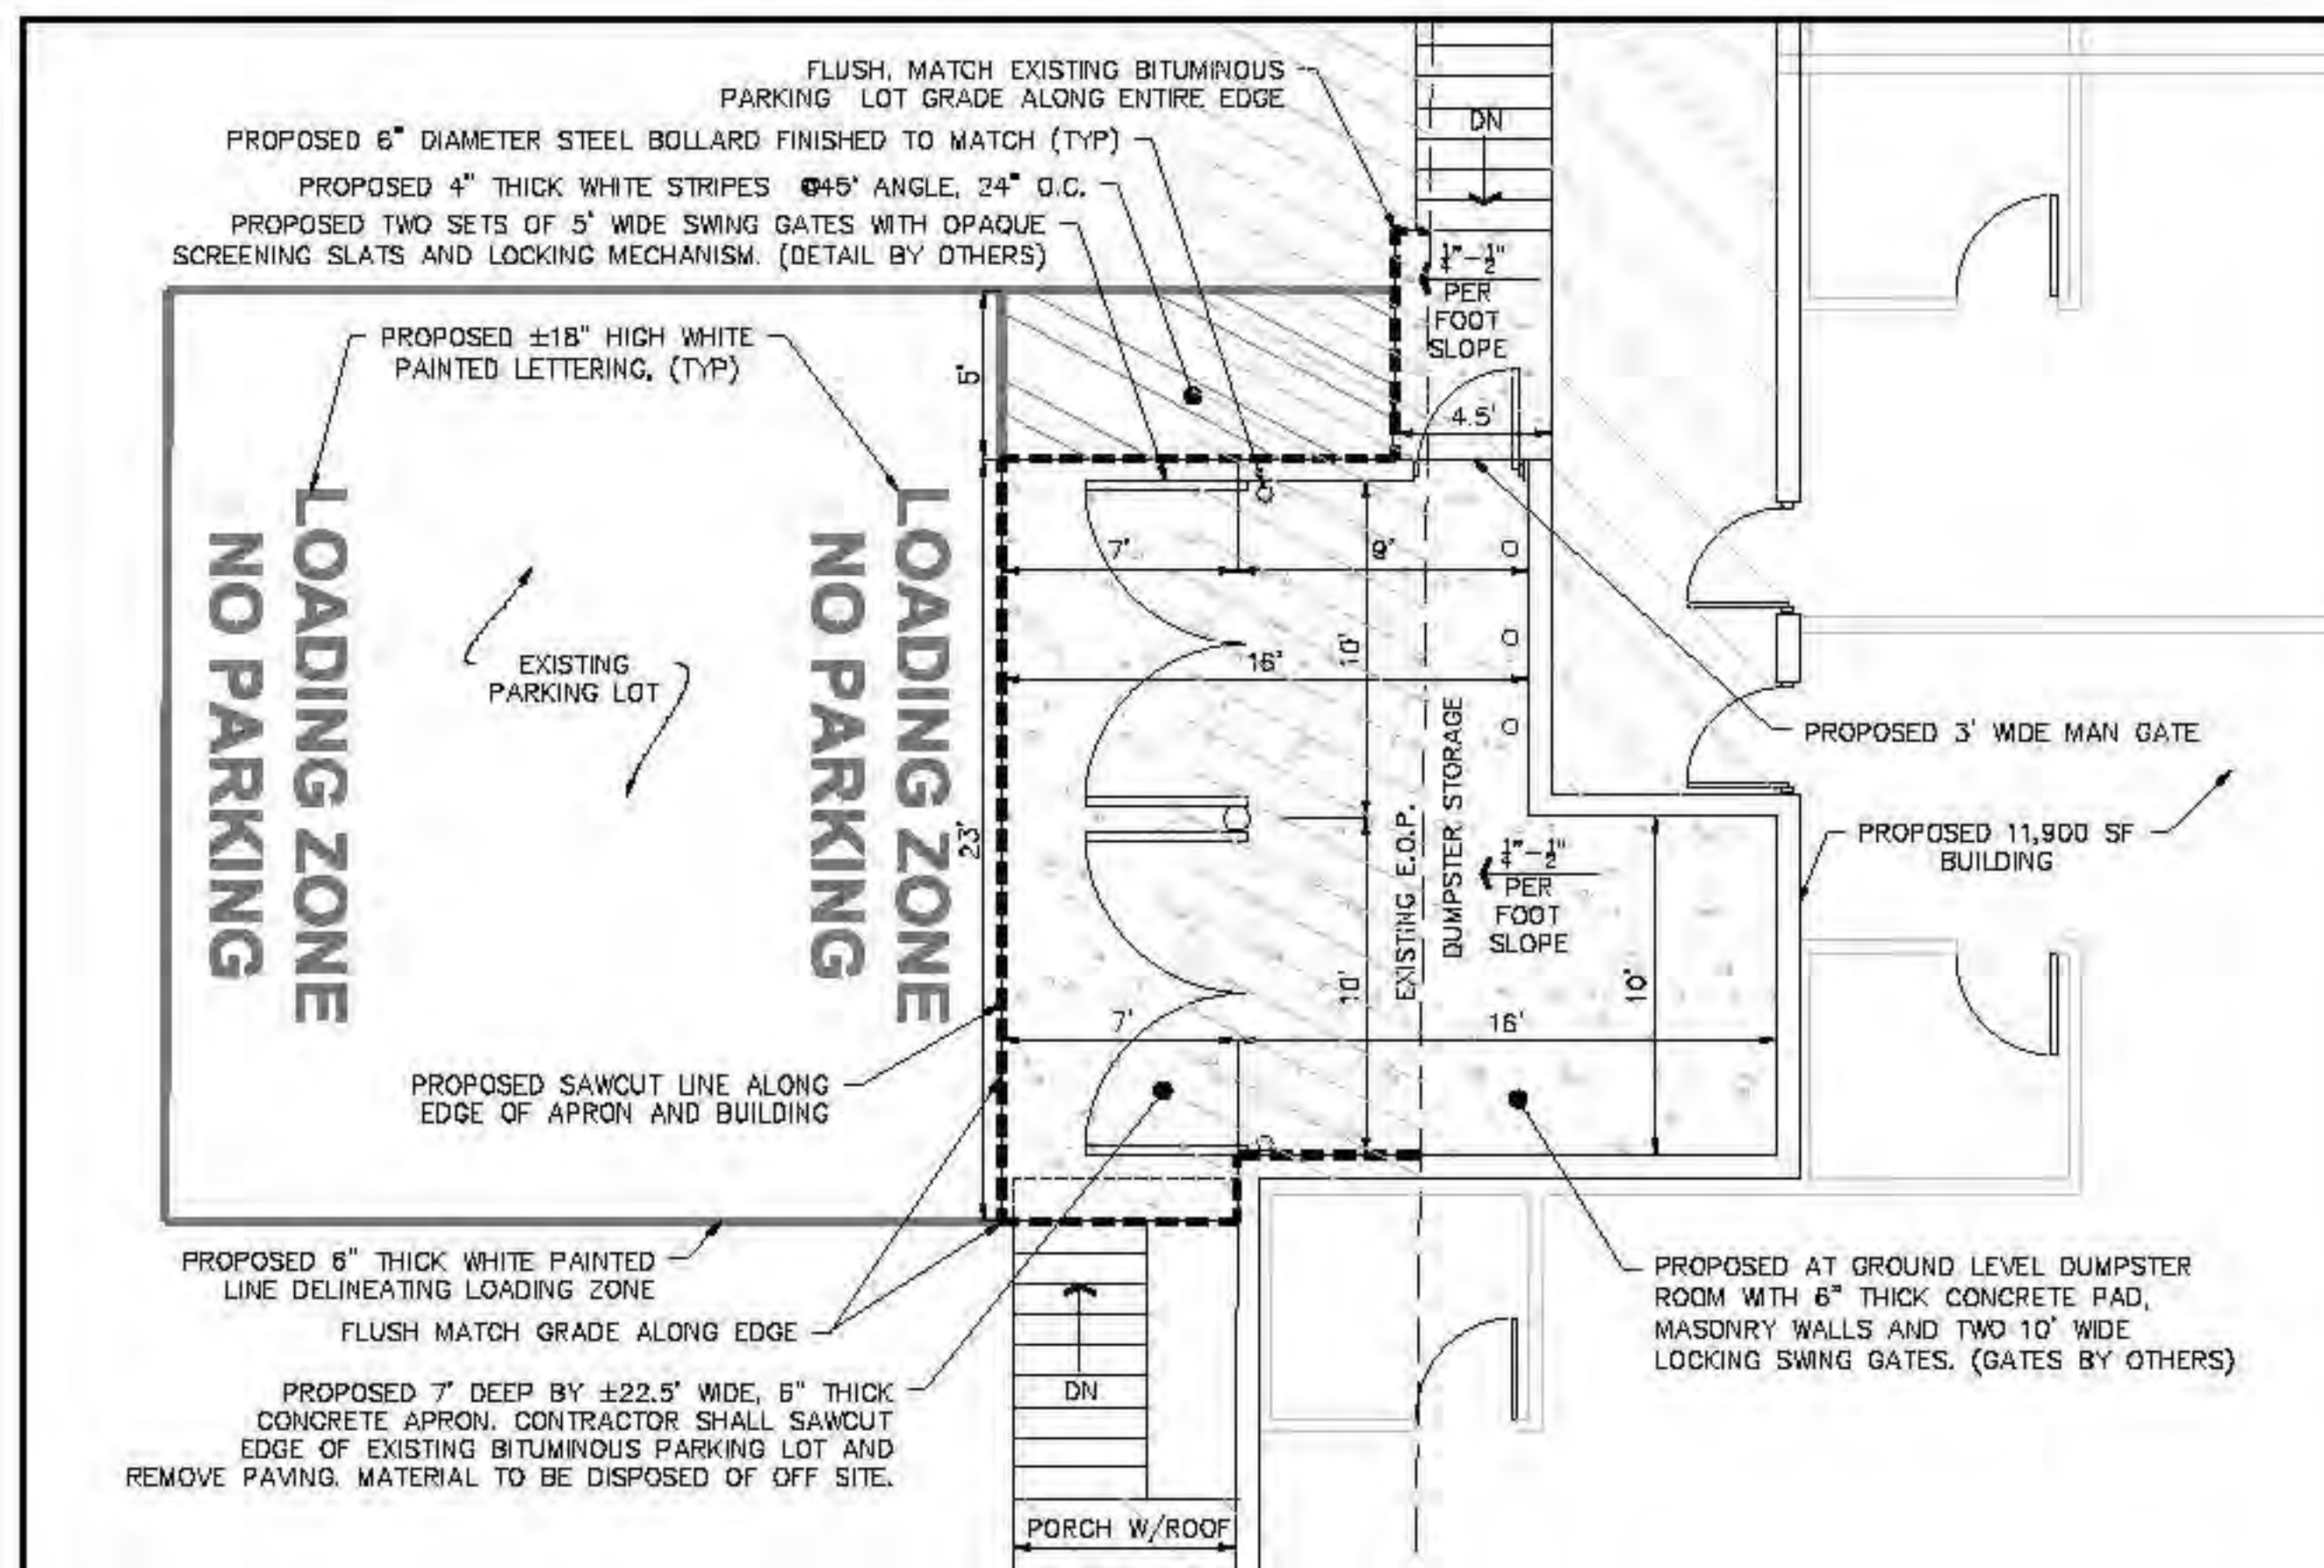 FLUSH, MATCH EXISTING BITUMINOUS
PARKING LOT GRADE ALONG ENTIRE EDGE
PROPOSED 6" DIAMETER STEEL BOLLARD FINISHED TO MATCH (TYP)
PROPOSED 4" THICK WHITE STRIPES @45° ANGLE, 24" O.C.
PROPOSED TWO SETS OF 5' WIDE SWING GATES WITH OPAQUE
SCREENING SLATS AND LOCKING MECHANISM. (DETAIL BY OTHERS)
DN
1/4"-1/2"
PER
FOOT
SLOPE
PROPOSED ±18" HIGH WHITE
PAINTED LETTERING, (TYP)
5'
4.5'
LOADING ZONE
NO PARKING
LOADING ZONE
NO PARKING
EXISTING
PARKING LOT
7'
9'
16'
10'
23'
EXISTING E.O.P.
DUMPSTER STORAGE
1/4"-1/2"
PER
FOOT
SLOPE
PROPOSED 3' WIDE MAN GATE
PROPOSED 11,900 SF
BUILDING
10'
10'
7'
16'
PROPOSED SAWCUT LINE ALONG
EDGE OF APRON AND BUILDING
PROPOSED 6" THICK WHITE PAINTED
LINE DELINEATING LOADING ZONE
FLUSH MATCH GRADE ALONG EDGE
PROPOSED 7' DEEP BY ±22.5' WIDE, 6" THICK
CONCRETE APRON. CONTRACTOR SHALL SAWCUT
EDGE OF EXISTING BITUMINOUS PARKING LOT AND
REMOVE PAVING. MATERIAL TO BE DISPOSED OF OFF SITE.
PROPOSED AT GROUND LEVEL DUMPSTER
ROOM WITH 6" THICK CONCRETE PAD,
MASONRY WALLS AND TWO 10' WIDE
LOCKING SWING GATES. (GATES BY OTHERS)
DN
PORCH W/ROOF